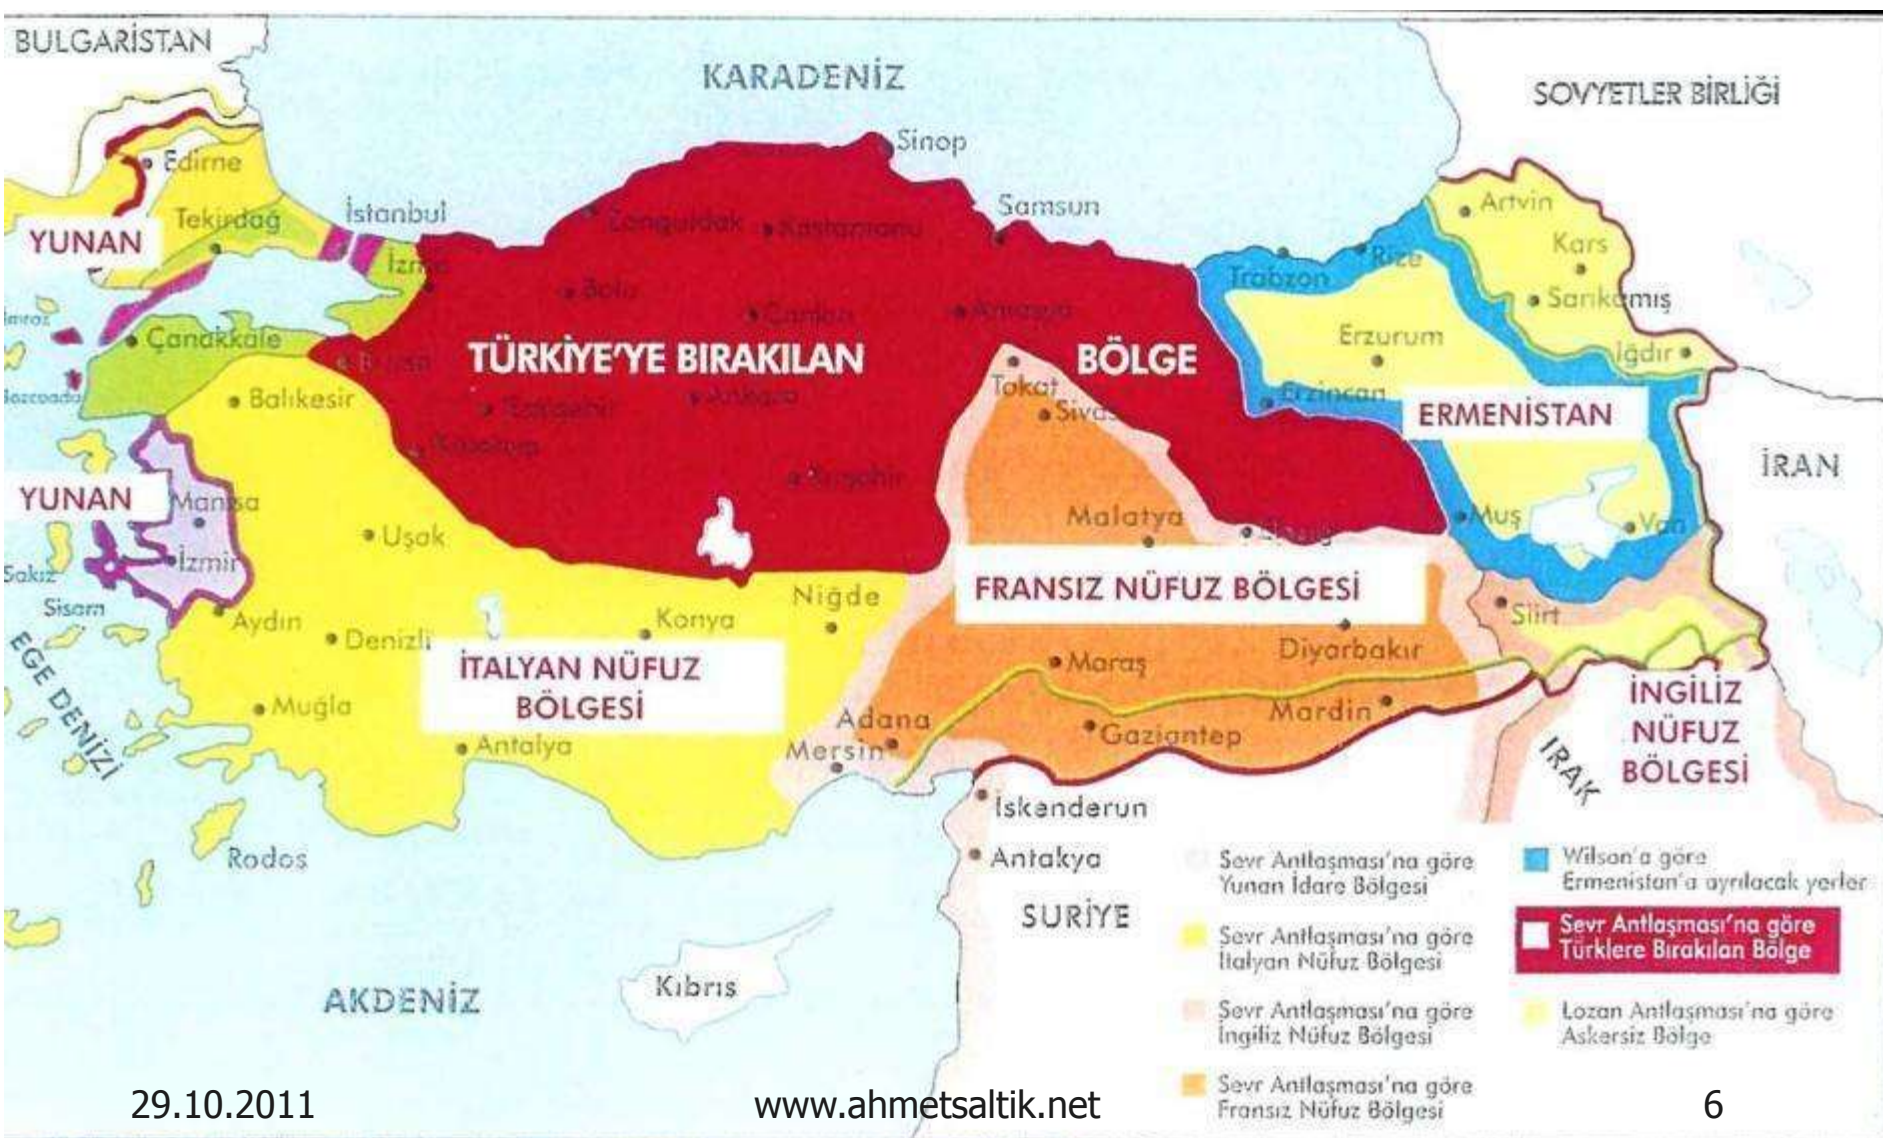 BULGARİSTAN
KARADENİZ
SOVYETLER BİRLİĞİ
Sinop
Edirne
Artvin
İstanbul
Samsun
Tekirdağ
YUNAN
Zonguldak
Kastamonu
Kars
Rize
Trabzon
Bolu
Sarıkamış
Amasya
Çanakkale
Erzurum
Iğdır
TÜRKİYE'YE BIRAKILAN
BÖLGE
Tokat
Sivas
Erzincan
ERMENİSTAN
Balıkesir
Ankara
İRAN
YUNAN
Manisa
Malatya
Muş
Van
Uşak
İzmir
Sakız
Sisam
FRANSIZ NÜFUZ BÖLGESİ
Niğde
Siirt
Aydın
Konya
Denizli
Diyarbakır
EGE DENİZİ
İTALYAN NÜFUZ
BÖLGESİ
Maraş
Muğla
Mardin
İNGİLİZ
NÜFUZ
BÖLGESİ
Adana
Gaziantep
Antalya
Mersin
IRAK
İskenderun
Antakya
Rodos
SURİYE
Kıbrıs
AKDENİZ
Sevr Antlaşması'na göre
Yunan İdare Bölgesi
Sevr Antlaşması'na göre
İtalyan Nüfuz Bölgesi
Sevr Antlaşması'na göre
İngiliz Nüfuz Bölgesi
Sevr Antlaşması'na göre
Fransız Nüfuz Bölgesi
Wilson'a göre
Ermenistan'a ayrılacak yerler
Sevr Antlaşması'na göre
Türklere Bırakılan Bölge
Lozan Antlaşması'na göre
Askersiz Bölge
29.10.2011
www.ahmetsaltik.net
6